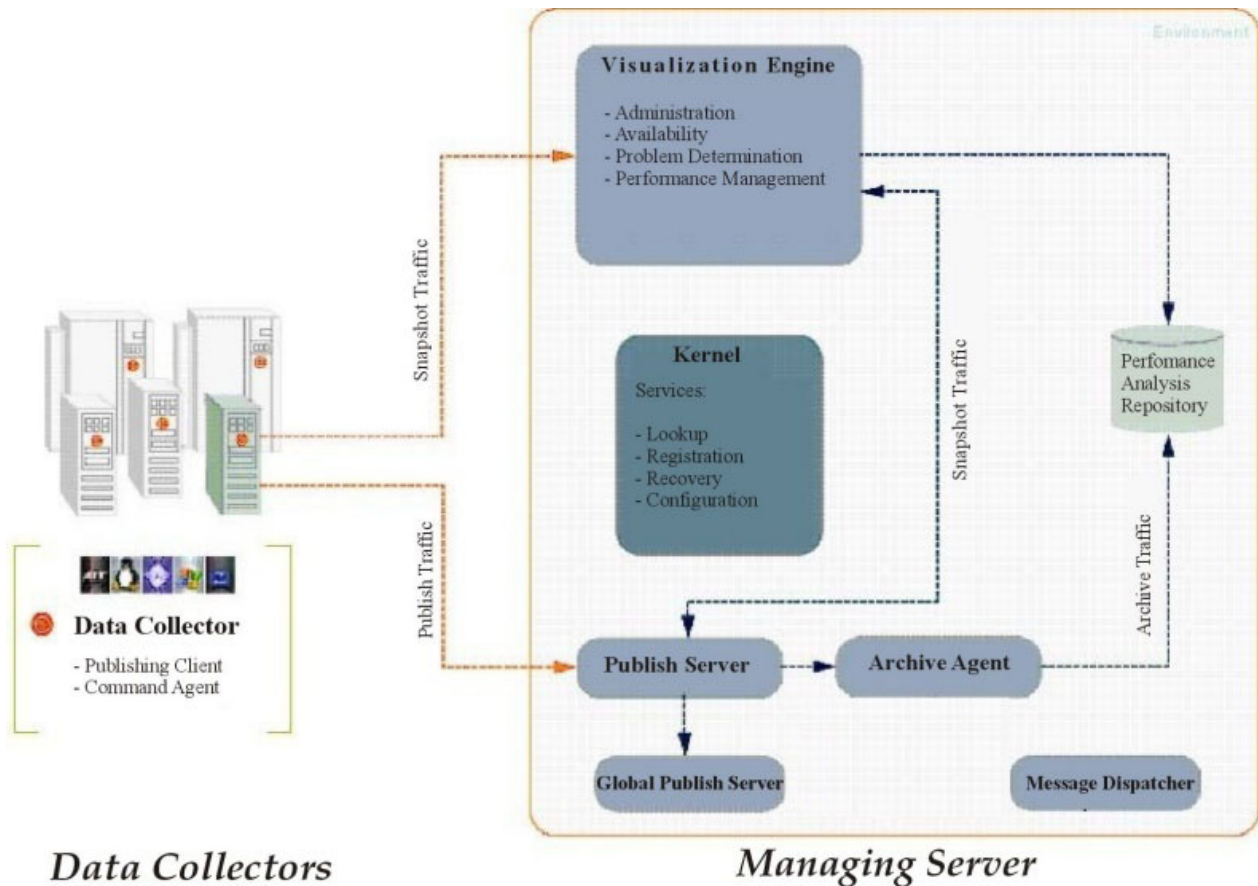 Environment
Visualization Engine
- Administration
- Availability
- Problem Determination
- Performance Management
Snapshot Traffic
Kernel
Services:
- Lookup
- Registration
- Recovery
- Configuration
Snapshot Traffic
Perfomance
Analysis
Repository
Publish Traffic
Archive Traffic
Data Collector
- Publishing Client
- Command Agent
Publish Server
Archive Agent
Global Publish Server
Message Dispatcher
Data Collectors
Managing Server